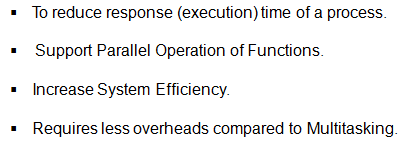 ▪ To reduce response (execution) time of a process.
▪ Support Parallel Operation of Functions.
▪ Increase System Efficiency.
▪ Requires less overheads compared to Multitasking.